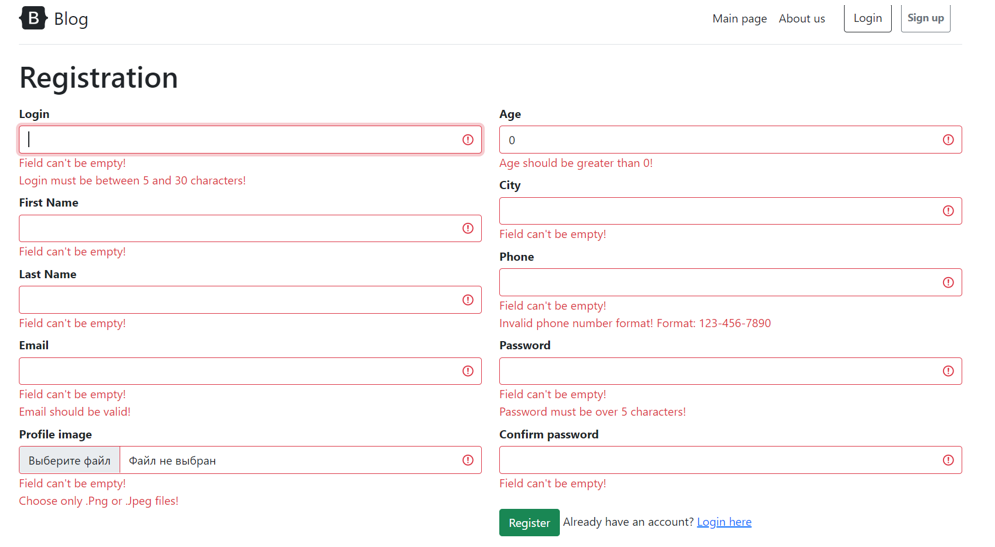 B Blog
Main page About us Login Sign up
Registration
Login
Field can't be empty!
Login must be between 5 and 30 characters!
First Name
Field can't be empty!
Last Name
Field can't be empty!
Email
Field can't be empty!
Email should be valid!
Profile image
Выберите файл Файл не выбран
Field can't be empty!
Choose only .Png or .Jpeg files!
Age
0
Age should be greater than 0!
City
Field can't be empty!
Phone
Field can't be empty!
Invalid phone number format! Format: 123-456-7890
Password
Field can't be empty!
Password must be over 5 characters!
Confirm password
Field can't be empty!
Register Already have an account? Login here